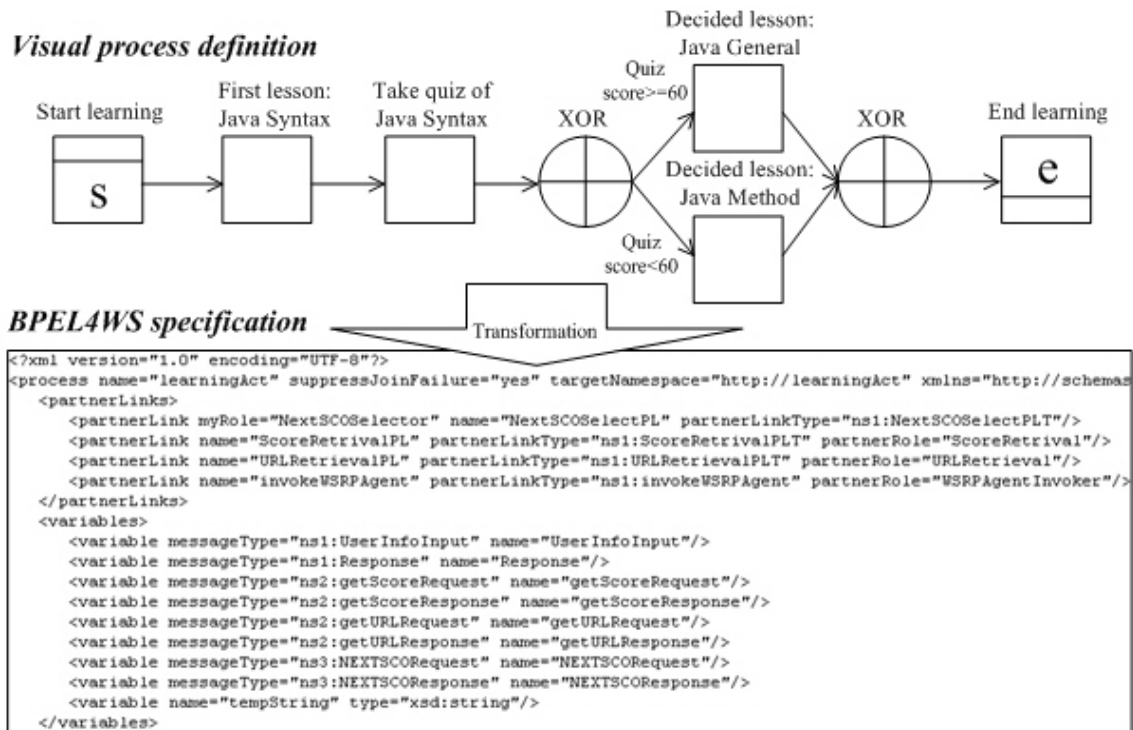 Visual process definition
Start learning
S
First lesson:
Java Syntax
Take quiz of
Java Syntax
XOR
Quiz
score>=60
Decided lesson:
Java General
Decided lesson:
Java Method
Quiz
score<60
XOR
End learning
e
BPEL4WS specification
Transformation
<?xml version="1.0" encoding="UTF-8"?>
<process name="learningAct" suppressJoinFailure="yes" targetNamespace="http://learningAct" xmlns="http://schemas
<partnerLinks>
<partnerLink myRole="NextSCOSelector" name="NextSCOSelectPL" partnerLinkType="ns1:NextSCOSelectPLT"/>
<partnerLink name="ScoreRetrivalPL" partnerLinkType="ns1:ScoreRetrivalPLT" partnerRole="ScoreRetrival"/>
<partnerLink name="URLRetrievalPL" partnerLinkType="ns1:URLRetrievalPLT" partnerRole="URLRetrieval"/>
<partnerLink name="invokeWSRPAgent" partnerLinkType="ns1:invokeWSRPAgent" partnerRole="WSRPAgentInvoker"/>
</partnerLinks>
<variables>
<variable messageType="ns1:UserInfoInput" name="UserInfoInput"/>
<variable messageType="ns1:Response" name="Response"/>
<variable messageType="ns2:getScoreRequest" name="getScoreRequest"/>
<variable messageType="ns2:getScoreResponse" name="getScoreResponse"/>
<variable messageType="ns2:getURLRequest" name="getURLRequest"/>
<variable messageType="ns2:getURLResponse" name="getURLResponse"/>
<variable messageType="ns3:NEXTSCORequest" name="NEXTSCORequest"/>
<variable messageType="ns3:NEXTSCOResponse" name="NEXTSCOResponse"/>
<variable name="tempString" type="xsd:string"/>
</variables>